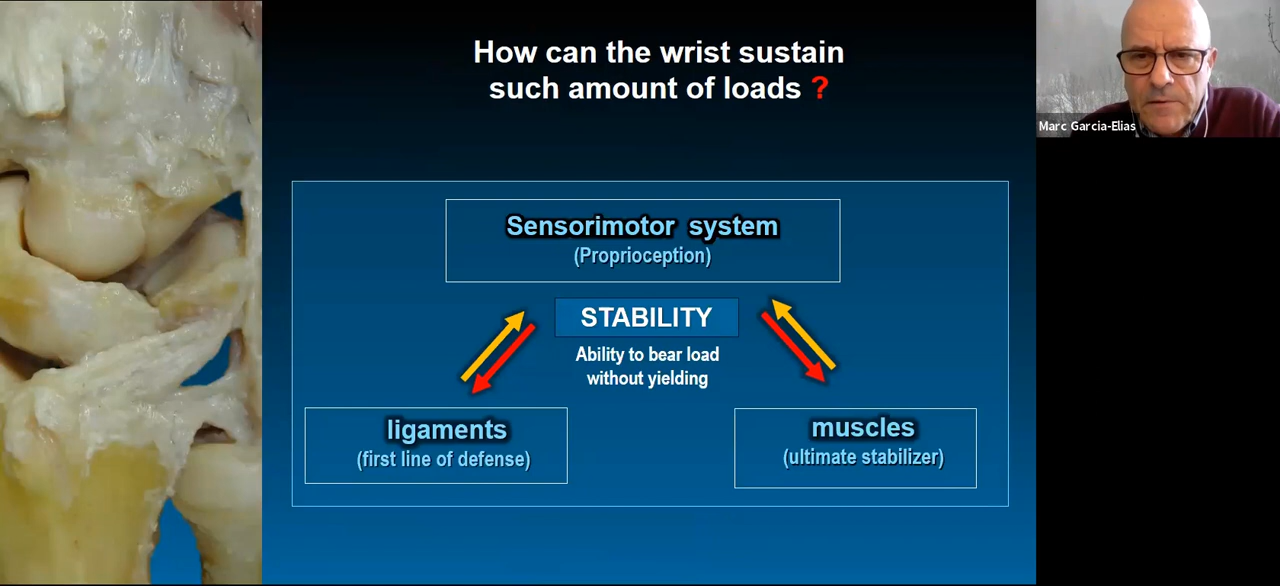 How can the wrist sustain
such amount of loads ?
Marc Garcia-Elias
Sensorimotor system
(Proprioception)
STABILITY
Ability to bear load
without yielding
ligaments
(first line of defense)
muscles
(ultimate stabilizer)